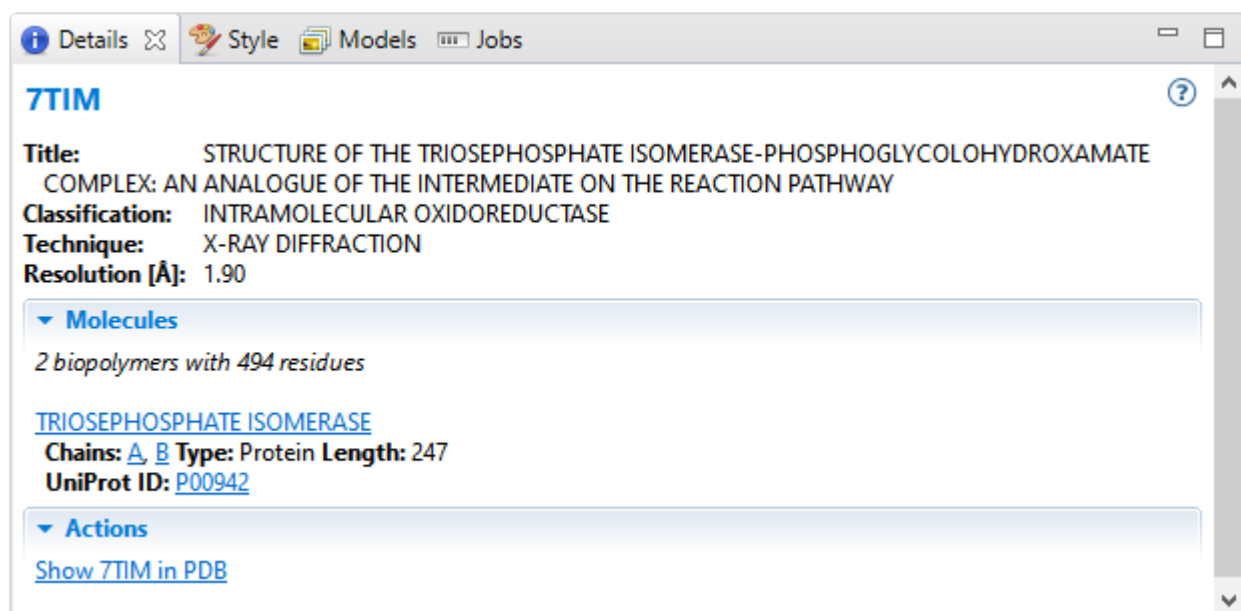 Details Style Models Jobs
7TIM
Title: STRUCTURE OF THE TRIOSEPHOSPHATE ISOMERASE-PHOSPHOGLYCOLOHYDROXAMATE
COMPLEX: AN ANALOGUE OF THE INTERMEDIATE ON THE REACTION PATHWAY
Classification: INTRAMOLECULAR OXIDOREDUCTASE
Technique: X-RAY DIFFRACTION
Resolution [Å]: 1.90
Molecules
2 biopolymers with 494 residues
TRIOSEPHOSPHATE ISOMERASE
Chains: A, B Type: Protein Length: 247
UniProt ID: P00942
Actions
Show 7TIM in PDB